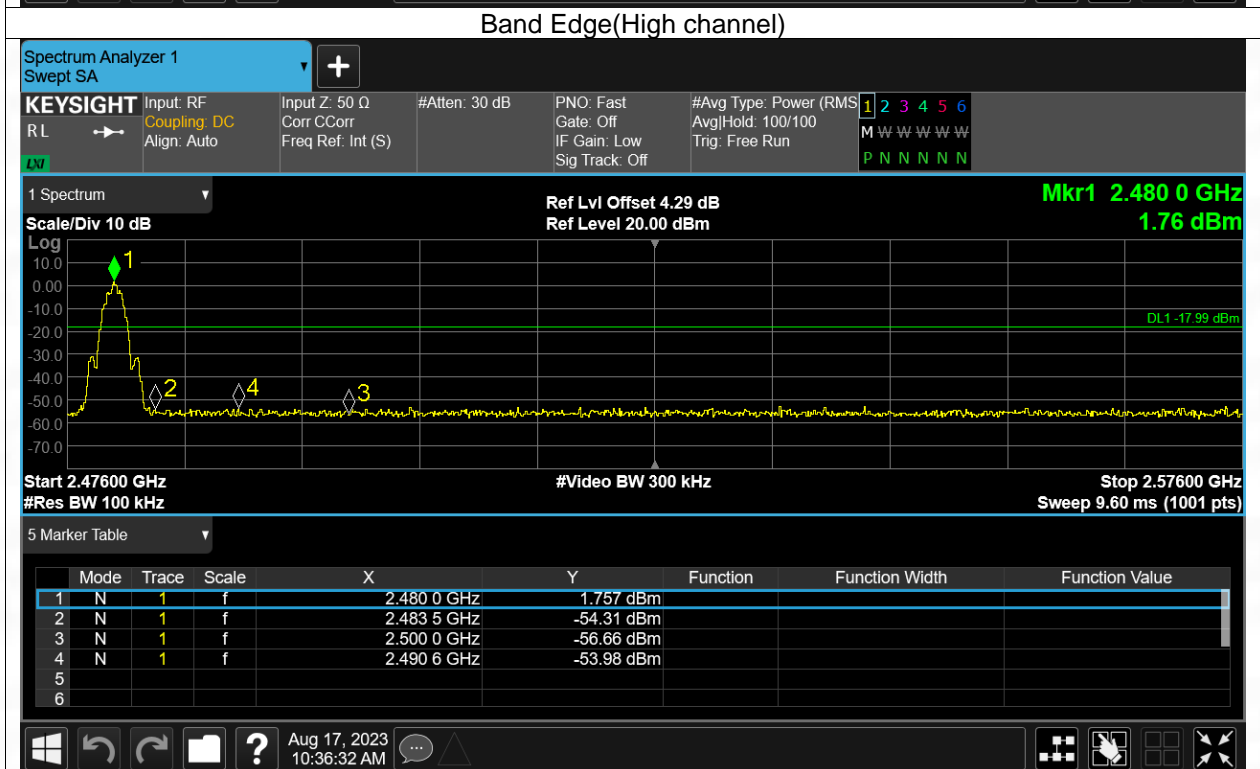 Band Edge(High channel)
Spectrum Analyzer 1
Swept SA
+
KEYSIGHT Input: RF Input Z: 50 Ω #Atten: 30 dB PNO: Fast #Avg Type: Power (RMS 1 2 3 4 5 6
RL Coupling: DC Corr CCorr Gate: Off Avg|Hold: 100/100 M W W W W W
Align: Auto Freq Ref: Int (S) IF Gain: Low Trig: Free Run
LXI Sig Track: Off P N N N N N
1 Spectrum Ref Lvl Offset 4.29 dB Mkr1 2.480 0 GHz
Scale/Div 10 dB Ref Level 20.00 dBm 1.76 dBm
Log
10.0 1
0.00
-10.0
DL1 -17.99 dBm
-20.0
-30.0
-40.0
2 4 3
-50.0
-60.0
-70.0
Start 2.47600 GHz #Video BW 300 kHz Stop 2.57600 GHz
#Res BW 100 kHz Sweep 9.60 ms (1001 pts)
5 Marker Table
Mode Trace Scale X Y Function Function Width Function Value
1 N 1 f 2.480 0 GHz 1.757 dBm
2 N 1 f 2.483 5 GHz -54.31 dBm
3 N 1 f 2.500 0 GHz -56.66 dBm
4 N 1 f 2.490 6 GHz -53.98 dBm
5
6
? Aug 17, 2023
10:36:32 AM